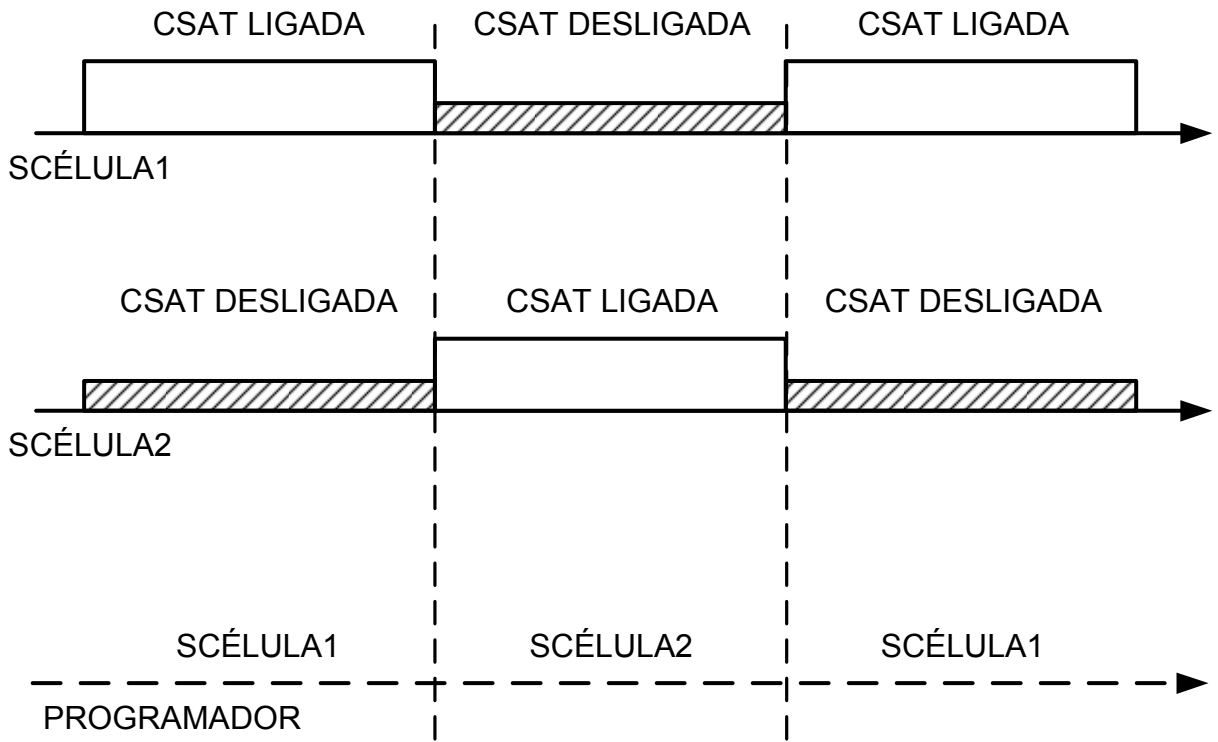 CSAT LIGADA CSAT DESLIGADA CSAT LIGADA
SCÉLULA1
CSAT DESLIGADA CSAT LIGADA CSAT DESLIGADA
SCÉLULA2
SCÉLULA1 SCÉLULA2 SCÉLULA1
PROGRAMADOR